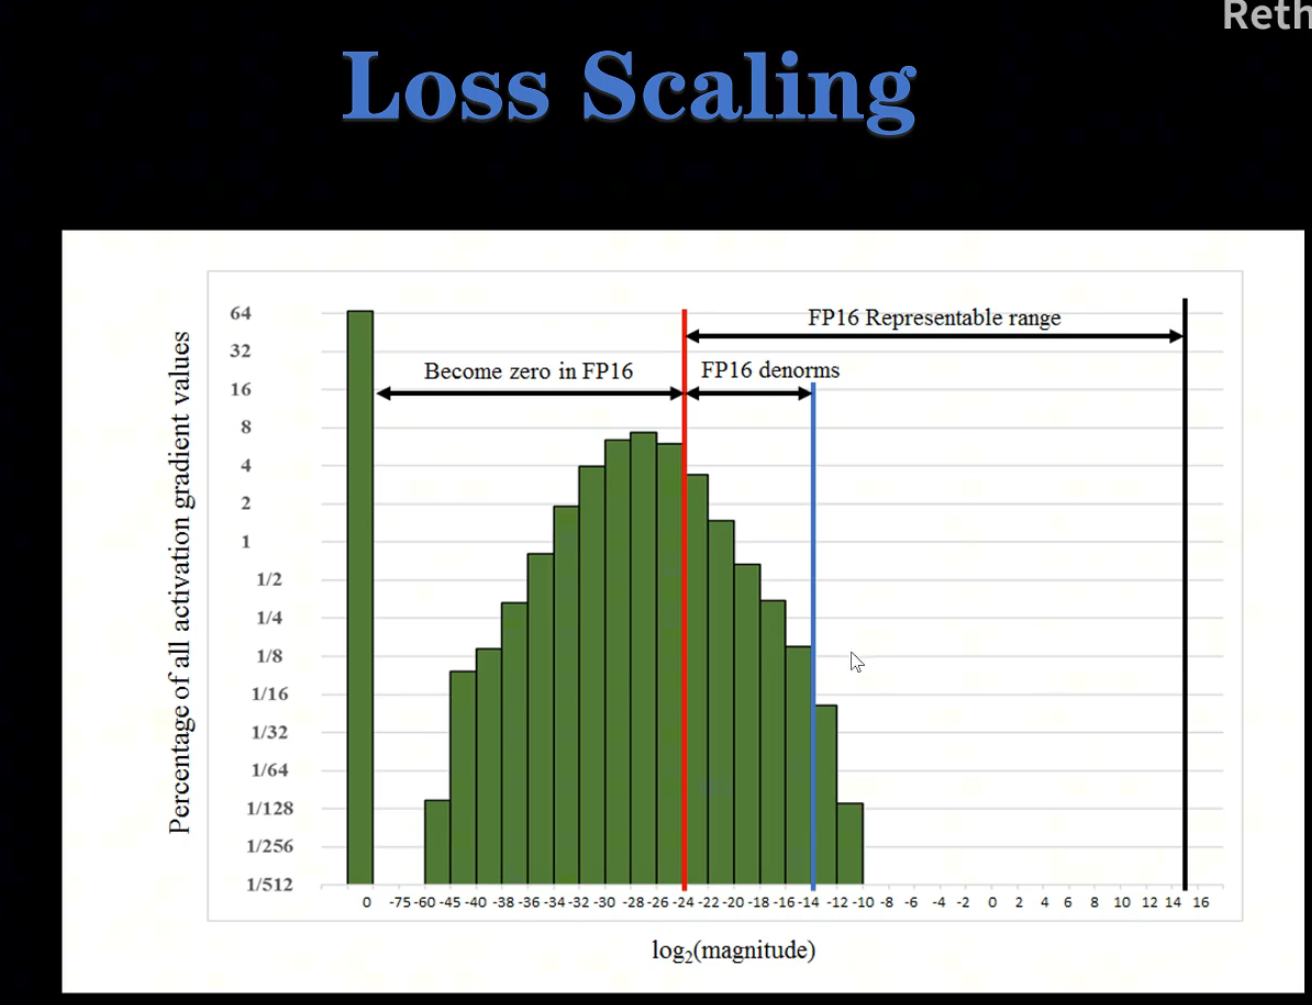 Reth
Loss Scaling
64
FP16 Representable range
32
Become zero in FP16
FP16 denorms
16
8
4
2
1
1/2
1/4
1/8
1/16
1/32
1/64
1/128
1/256
1/512
Percentage of all activation gradient values
0 -75 -60 -45 -40 -38 -36 -34 -32 -30 -28 -26 -24 -22 -20 -18 -16 -14 -12 -10 -8 -6 -4 -2 0 2 4 6 8 10 12 14 16
log₂(magnitude)